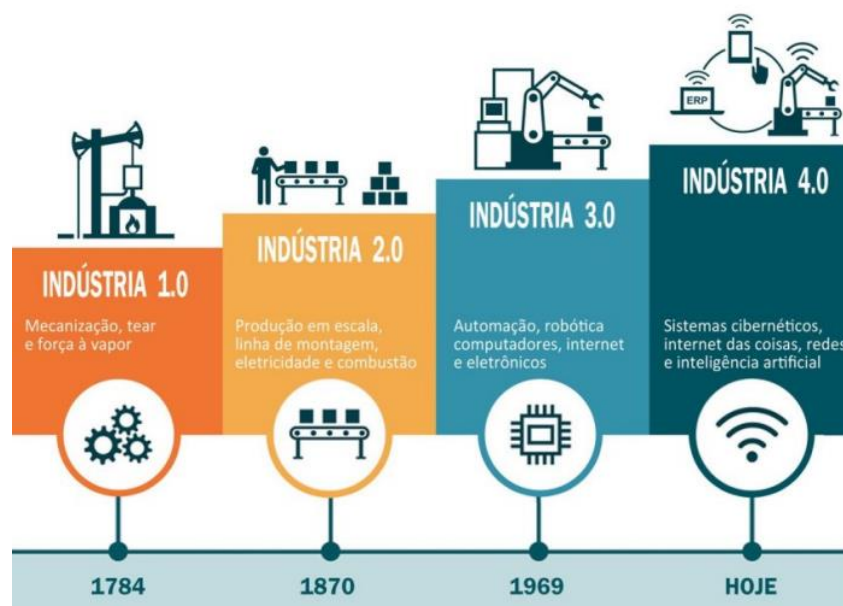 ERP
INDÚSTRIA 1.0
Mecanização, tear
e força à vapor
INDÚSTRIA 2.0
Produção em escala,
linha de montagem,
eletricidade e combustão
INDÚSTRIA 3.0
Automação, robótica
computadores, internet
e eletrônicos
INDÚSTRIA 4.0
Sistemas cibernéticos,
internet das coisas, redes
e inteligência artificial
1784
1870
1969
HOJE